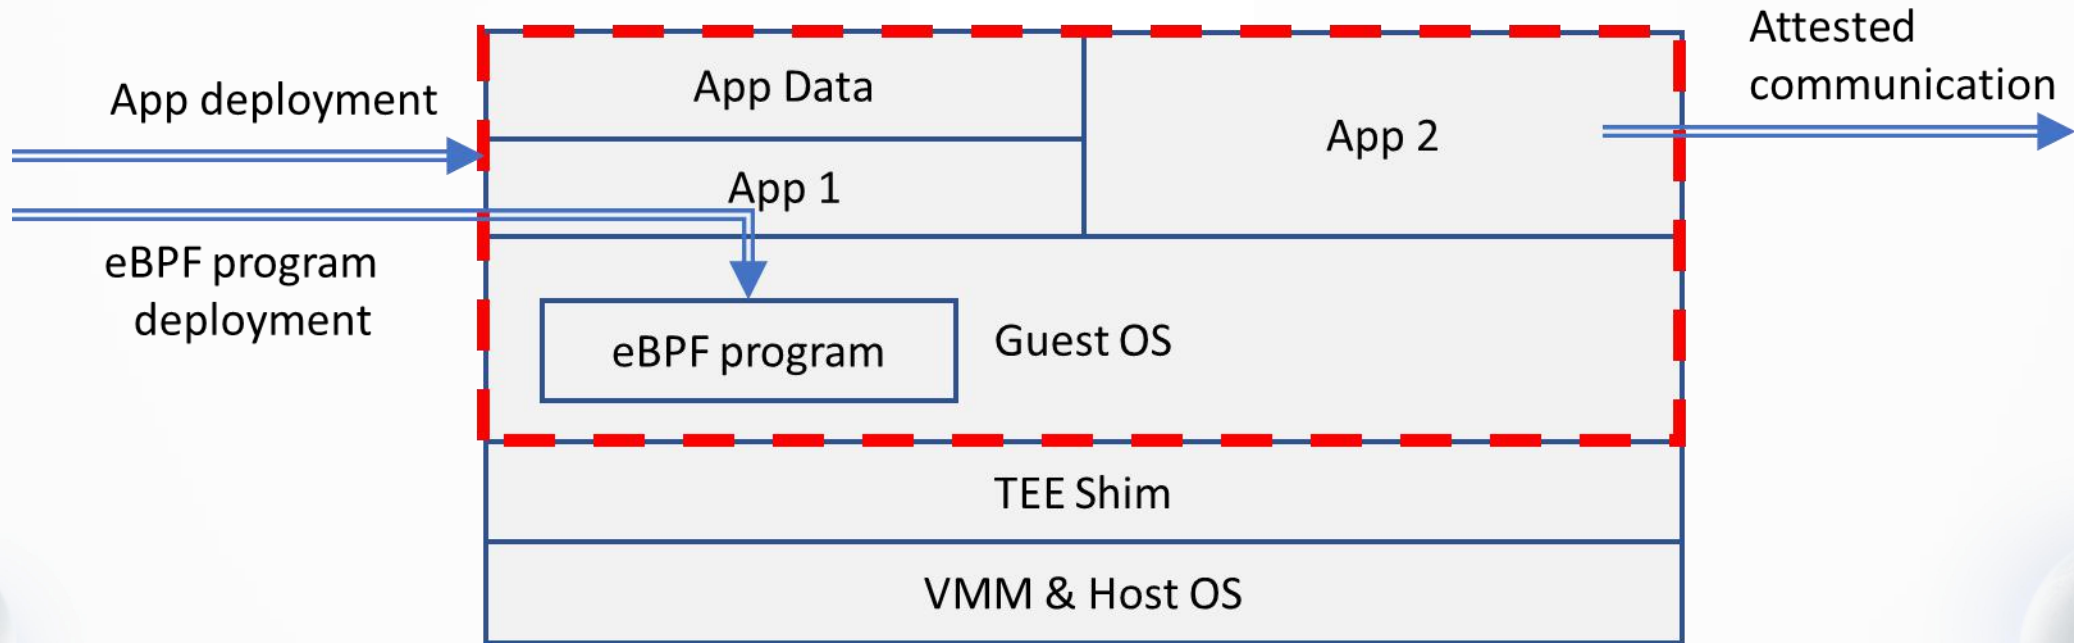 App deployment
eBPF program
deployment
App Data
App 1
App 2
Attested
communication
eBPF program
Guest OS
TEE Shim
VMM & Host OS